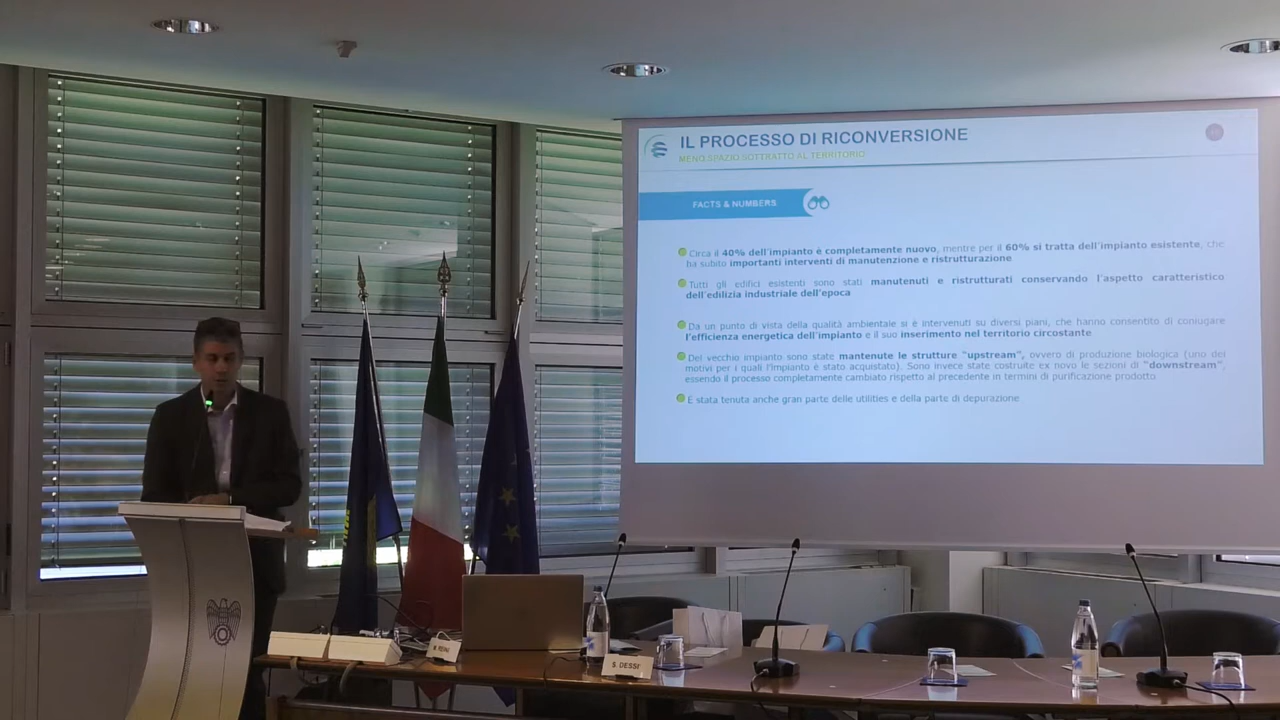 IL PROCESSO DI RICONVERSIONE
MENO SPAZIO SOTTRATTO AL TERRITORIO
FACTS & NUMBERS
Circa il 40% dell'impianto è completamente nuovo, mentre per il 60% si tratta dell'impianto esistente, che
ha subito importanti interventi di manutenzione e ristrutturazione
Tutti gli edifici esistenti sono stati manutenuti e ristrutturati conservando l'aspetto caratteristico
dell'edilizia industriale dell'epoca
Da un punto di vista della qualità ambientale si è intervenuti su diversi piani, che hanno consentito di coniugare
l'efficienza energetica dell'impianto e il suo inserimento nel territorio circostante
Del vecchio impianto sono state mantenute le strutture "upstream", ovvero di produzione biologica (uno dei
motivi per i quali l'impianto è stato acquistato). Sono invece state costruite ex novo le sezioni di "downstream",
essendo il processo completamente cambiato rispetto al precedente in termini di purificazione prodotto
È stata tenuta anche gran parte delle utilities e della parte di depurazione
S. DESSI'